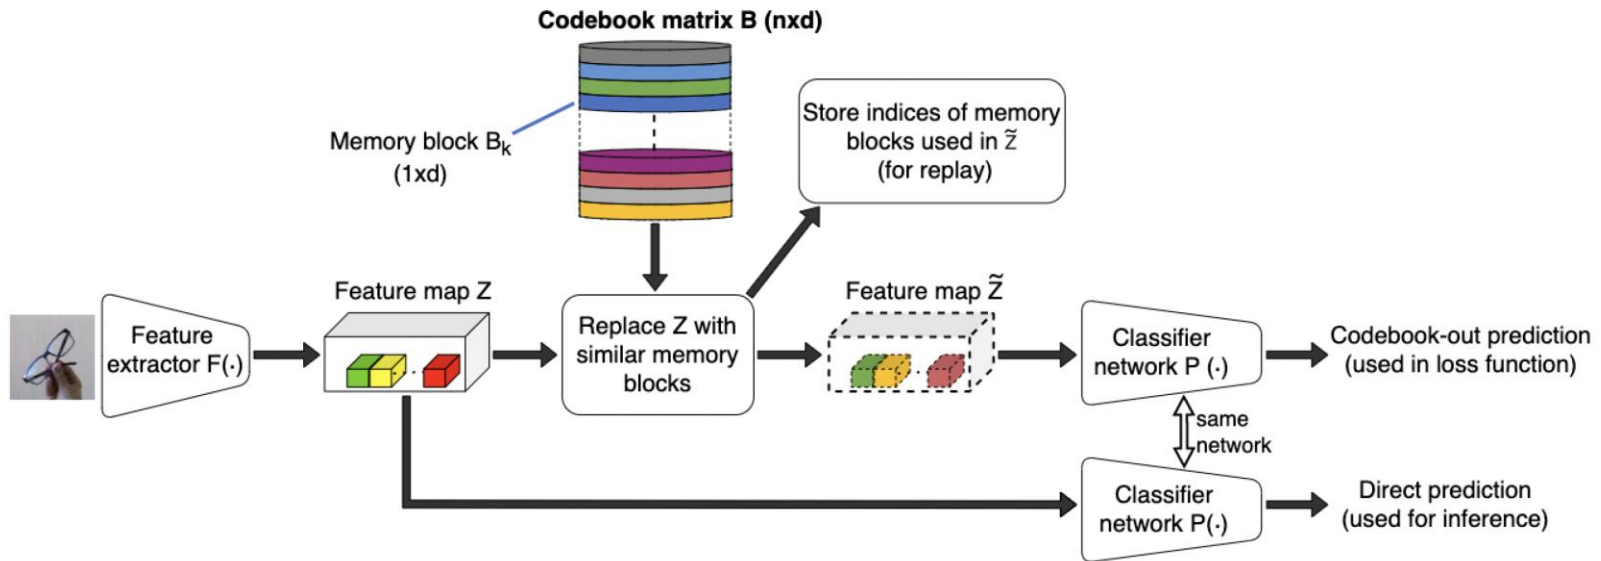 Codebook matrix B (nxd)
Memory block Bₖ
(1xd)
Store indices of memory
blocks used in Z̃
(for replay)
Feature
extractor F(.)
Feature map Z
Replace Z with
similar memory
blocks
Feature map Z̃
Classifier
network P (.)
Codebook-out prediction
(used in loss function)
same
network
Classifier
network P(.)
Direct prediction
(used for inference)